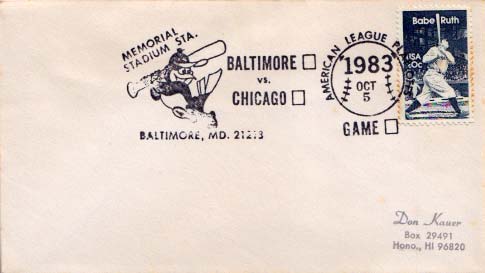 MEMORIAL
STADIUM STA.
BALTIMORE, MD. 21213
BALTIMORE
vs.
CHICAGO
AMERICAN LEAGUE
1983
OCT
5
GAME
Babe Ruth
USA
Don Kauer
Box 29491
Hono., HI 96820